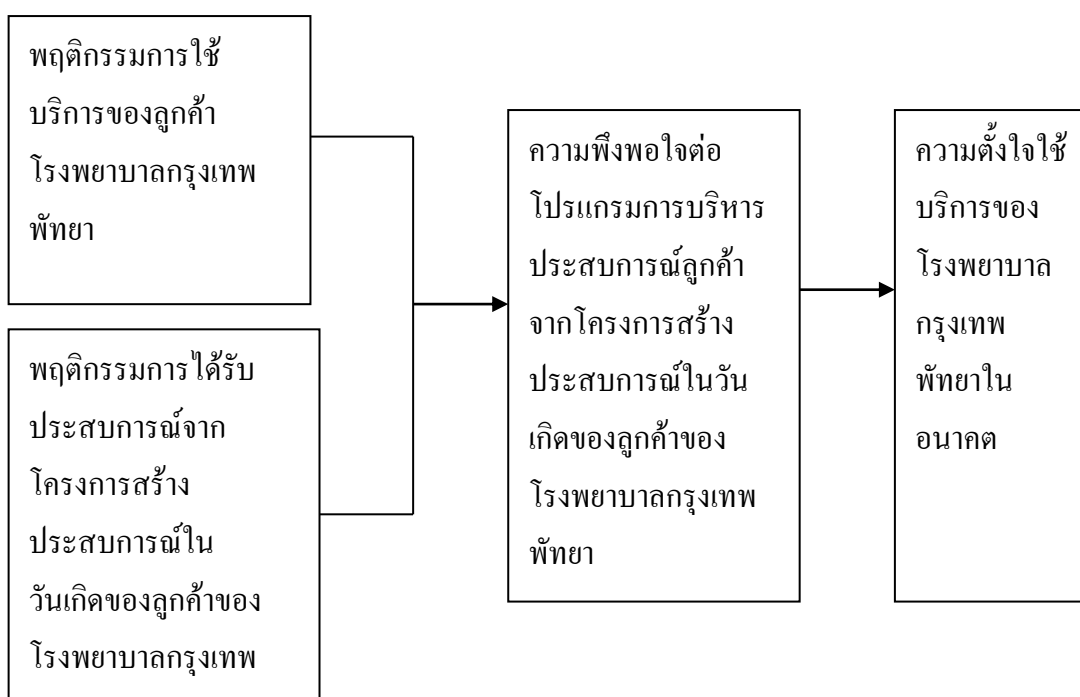 พฤติกรรมการใช้
บริการของลูกค้า
โรงพยาบาลกรุงเทพ
พัทยา
พฤติกรรมการได้รับ
ประสบการณ์จาก
โครงการสร้าง
ประสบการณ์ใน
วันเกิดของลูกค้าของ
โรงพยาบาลกรุงเทพ
ความพึงพอใจต่อ
โปรแกรมการบริหาร
ประสบการณ์ลูกค้า
จากโครงการสร้าง
ประสบการณ์ในวัน
เกิดของลูกค้าของ
โรงพยาบาลกรุงเทพ
พัทยา
ความตั้งใจใช้
บริการของ
โรงพยาบาล
กรุงเทพ
พัทยาใน
อนาคต